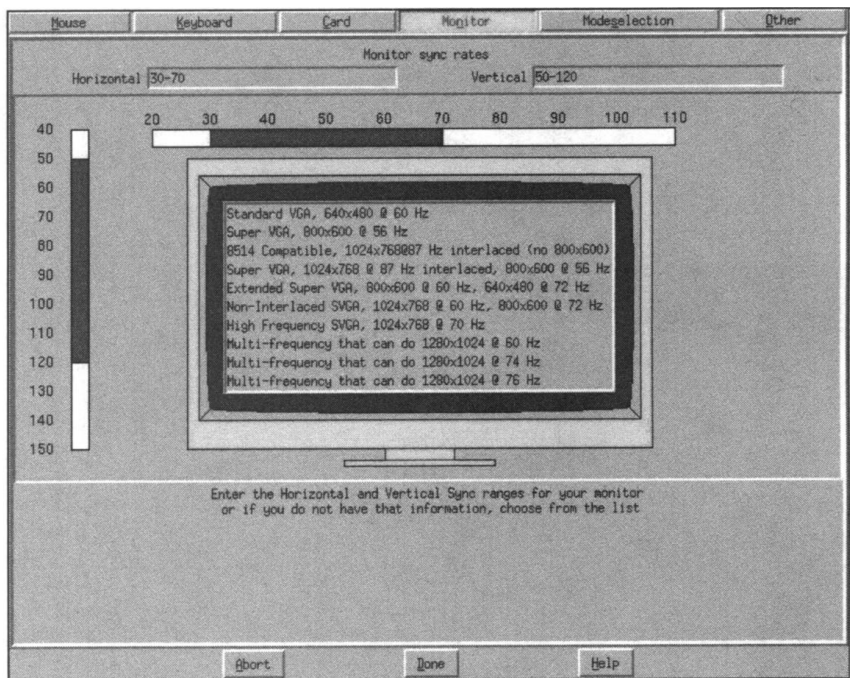 Mouse Keyboard Card Monitor Modeselection Other
Monitor sync rates
Horizontal 30-70 Vertical 50-120
20 30 40 50 60 70 80 90 100 110
40
50
60
70
80
90
100
110
120
130
140
150
Standard VGA, 640x480 @ 60 Hz
Super VGA, 800x600 @ 56 Hz
8514 Compatible, 1024x768@87 Hz interlaced (no 800x600)
Super VGA, 1024x768 @ 87 Hz interlaced, 800x600 @ 56 Hz
Extended Super VGA, 800x600 @ 60 Hz, 640x480 @ 72 Hz
Non-Interlaced SVGA, 1024x768 @ 60 Hz, 800x600 @ 72 Hz
High Frequency SVGA, 1024x768 @ 70 Hz
Multi-frequency that can do 1280x1024 @ 60 Hz
Multi-frequency that can do 1280x1024 @ 74 Hz
Multi-frequency that can do 1280x1024 @ 76 Hz
Enter the Horizontal and Vertical Sync ranges for your monitor
or if you do not have that information, choose from the list
Abort Done Help